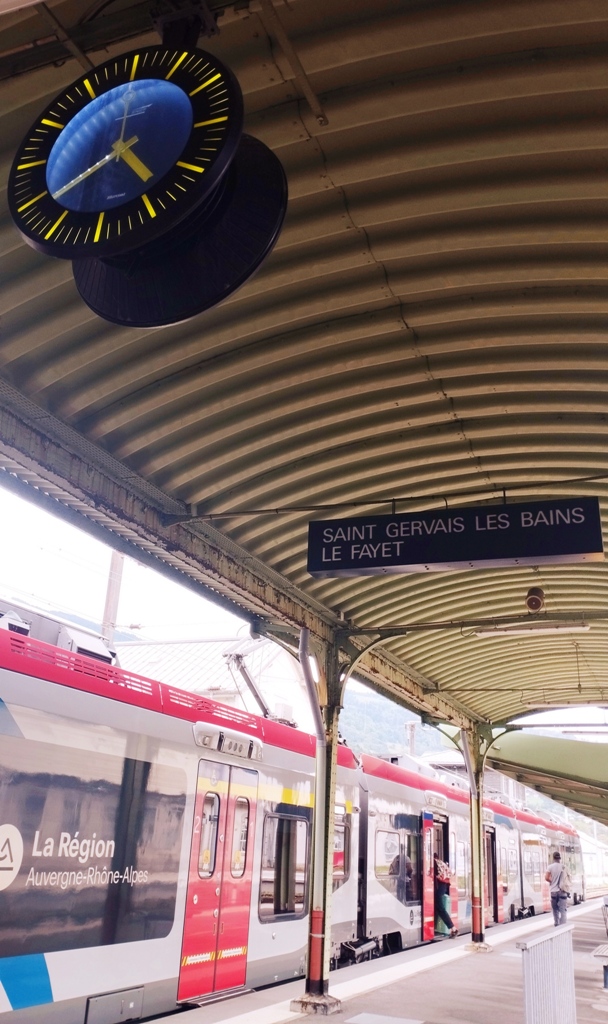 SAINT GERVAIS LES BAINS
LE FAYET
La Région
Auvergne-Rhône-Alpes